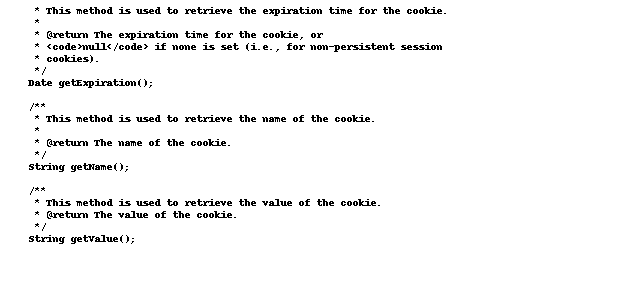 * This method is used to retrieve the expiration time for the cookie.
*
* @return The expiration time for the cookie, or
* <code>null</code> if none is set (i.e., for non-persistent session
* cookies).
*/
Date getExpiration();
/**
* This method is used to retrieve the name of the cookie.
*
* @return The name of the cookie.
*/
String getName();
/**
* This method is used to retrieve the value of the cookie.
* @return The value of the cookie.
*/
String getValue();